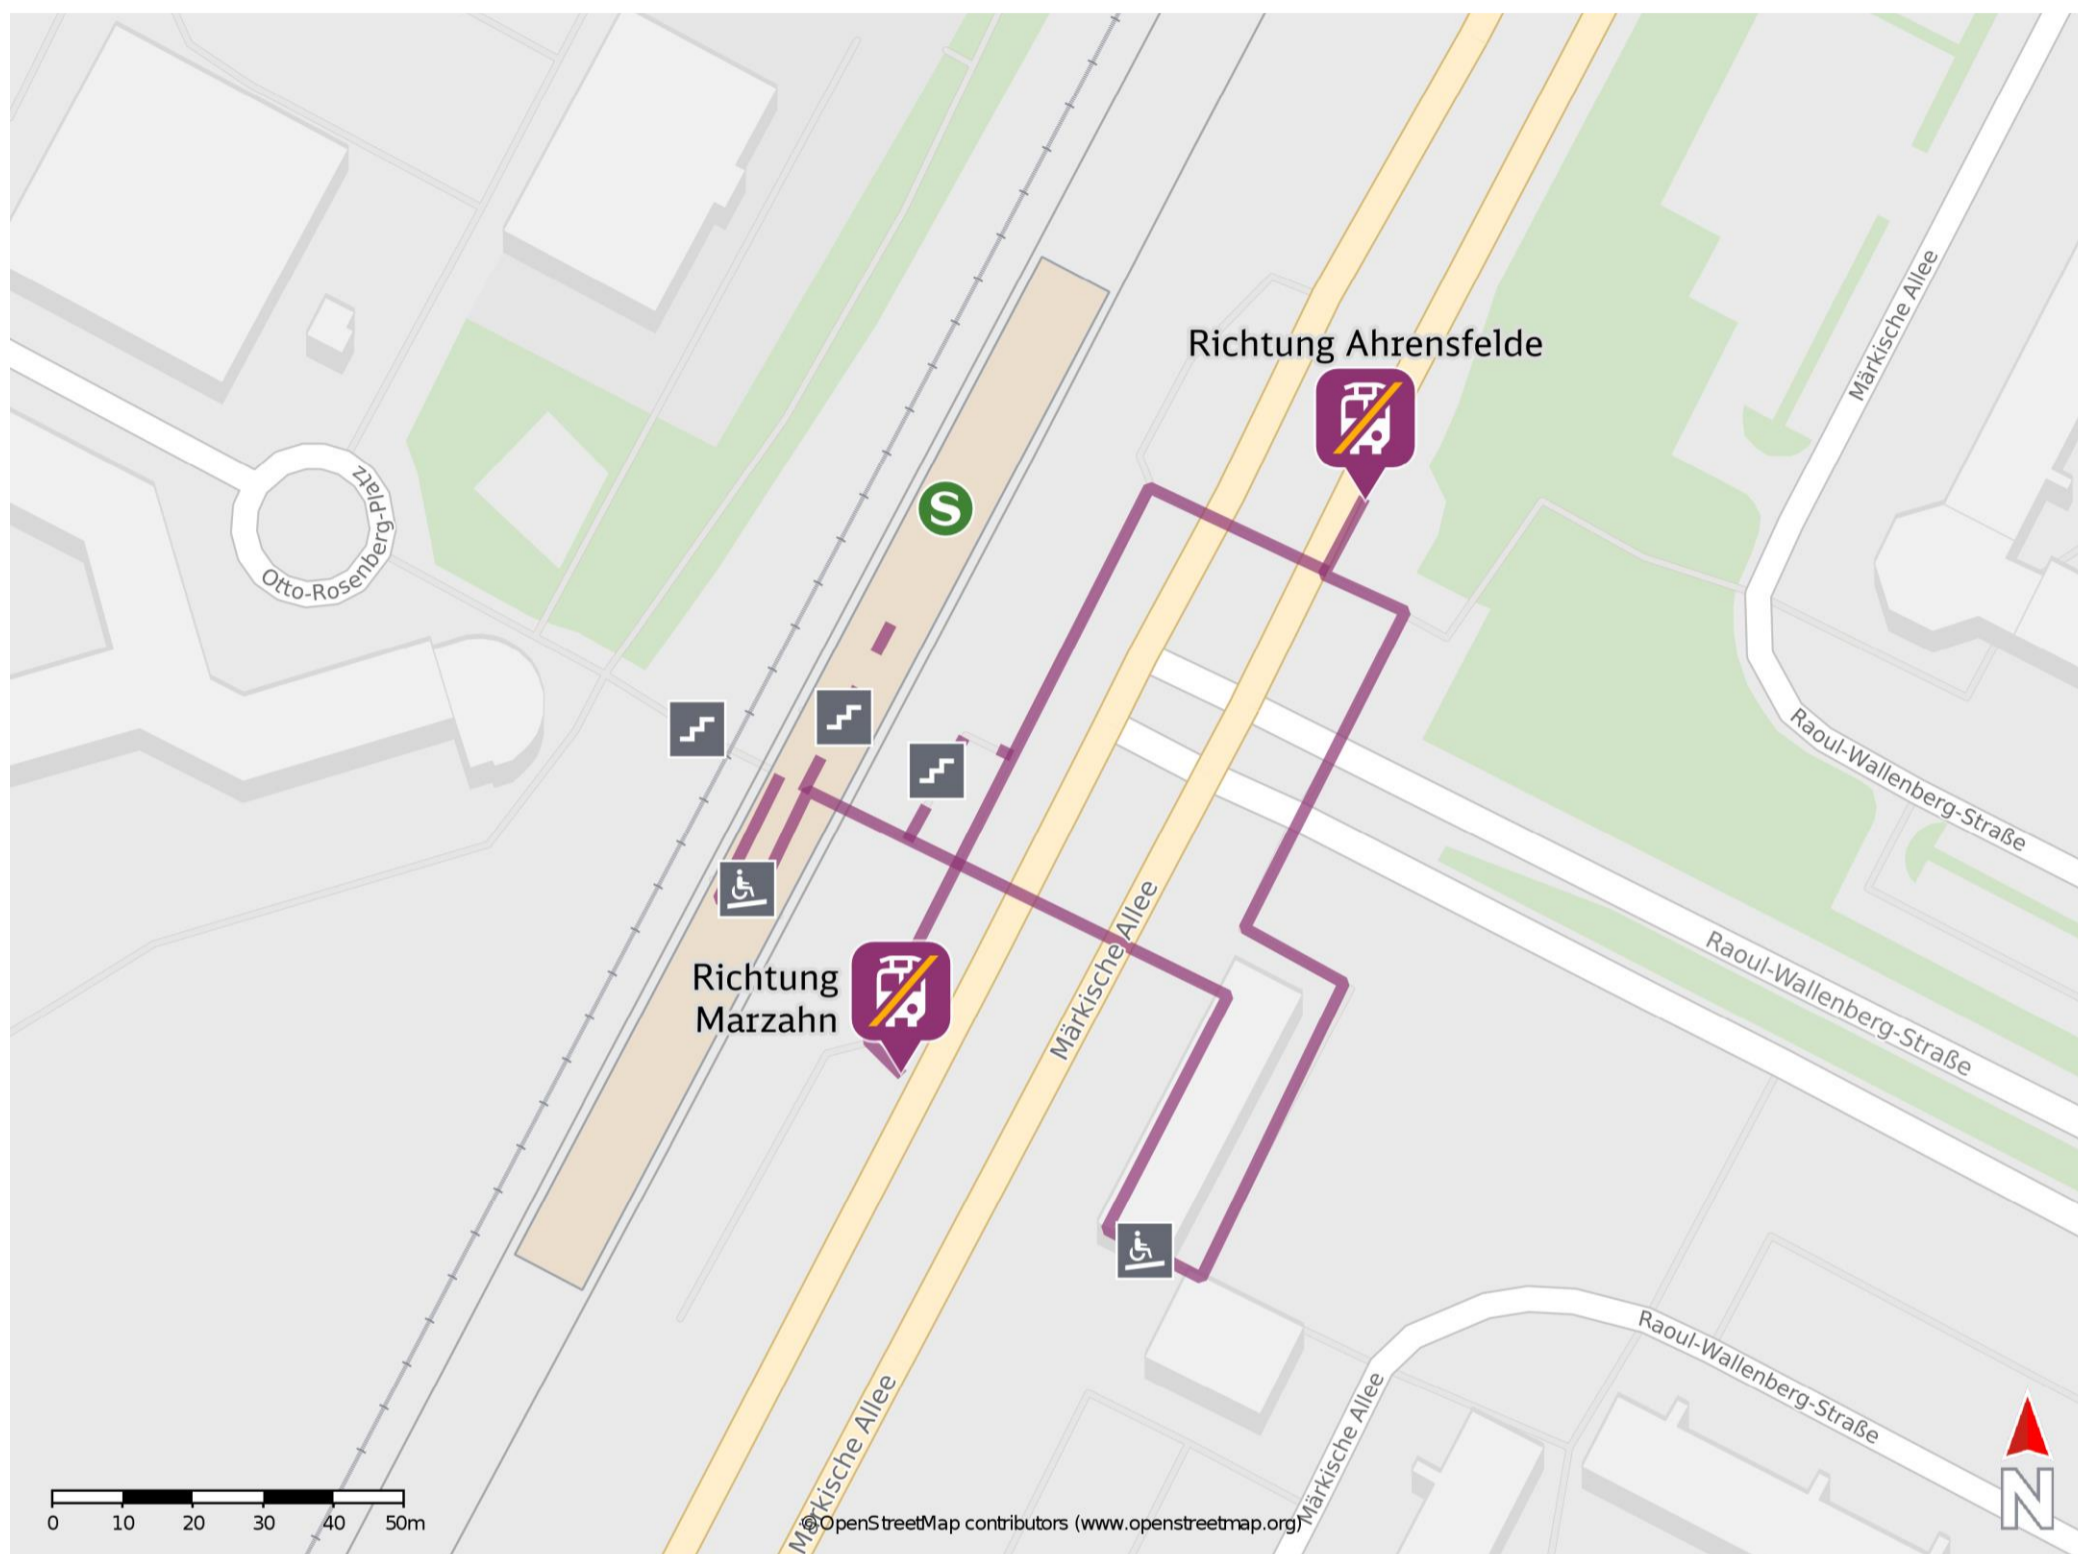 Märkische Allee
Richtung Ahrensfelde
Otto-Rosenberg-Platz
S
Raoul-Wallenberg-Straße
Märkische Allee
Richtung
Marzahn
Raoul-Wallenberg-Straße
Raoul-Wallenberg-Straße
Märkische Allee
Märkische Allee
N
0 10 20 30 40 50m
©OpenStreetMap contributors (www.openstreetmap.org)